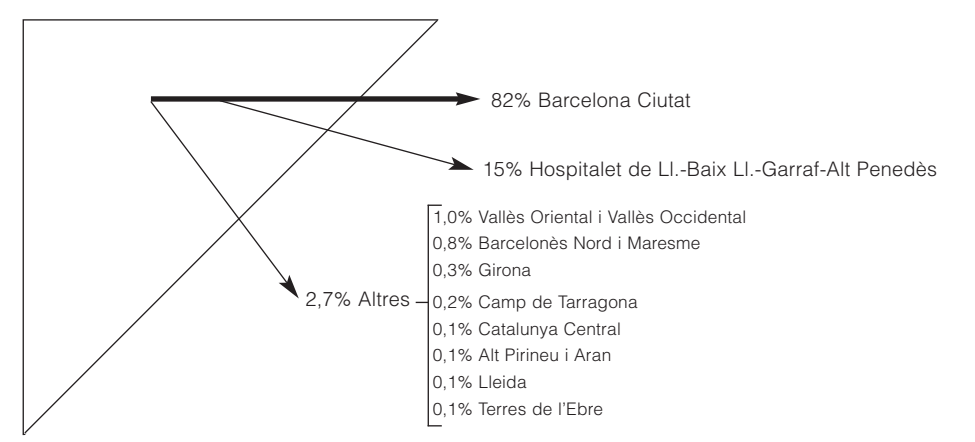 82% Barcelona Ciutat
15% Hospitalet de Ll.-Baix Ll.-Garraf-Alt Penedès
2,7% Altres
1,0% Vallès Oriental i Vallès Occidental
0,8% Barcelonès Nord i Maresme
0,3% Girona
0,2% Camp de Tarragona
0,1% Catalunya Central
0,1% Alt Pirineu i Aran
0,1% Lleida
0,1% Terres de l'Ebre